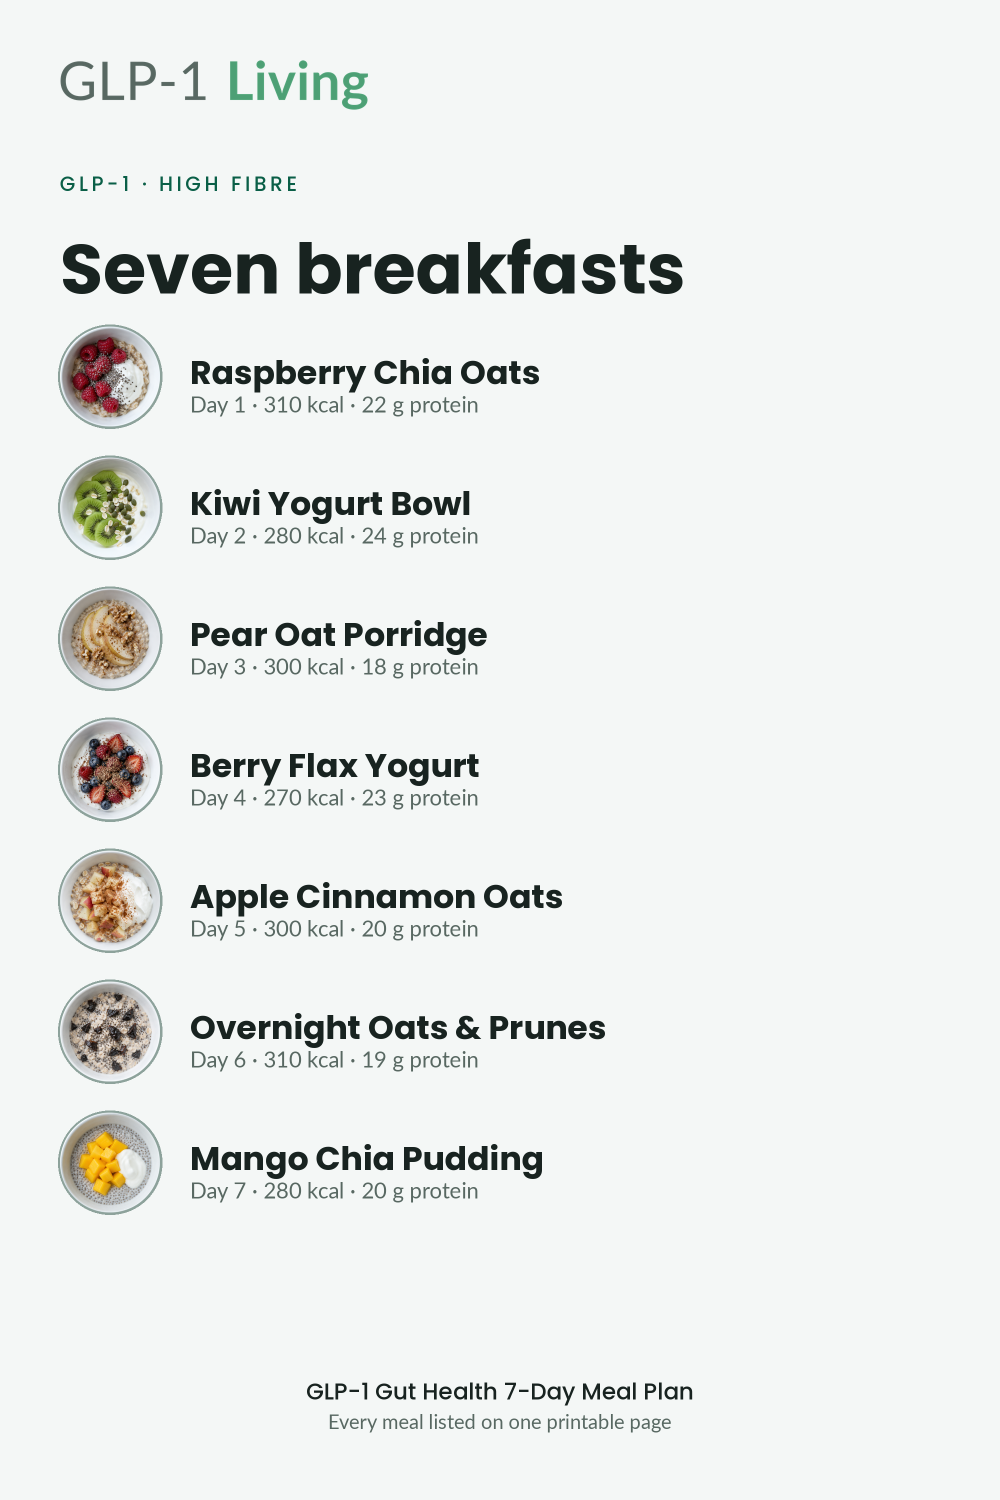 GLP-1 Living
GLP-1 · HIGH FIBRE
Seven breakfasts
Raspberry Chia Oats
Day 1 · 310 kcal · 22 g protein
Kiwi Yogurt Bowl
Day 2 · 280 kcal · 24 g protein
Pear Oat Porridge
Day 3 · 300 kcal · 18 g protein
Berry Flax Yogurt
Day 4 · 270 kcal · 23 g protein
Apple Cinnamon Oats
Day 5 · 300 kcal · 20 g protein
Overnight Oats & Prunes
Day 6 · 310 kcal · 19 g protein
Mango Chia Pudding
Day 7 · 280 kcal · 20 g protein
GLP-1 Gut Health 7-Day Meal Plan
Every meal listed on one printable page